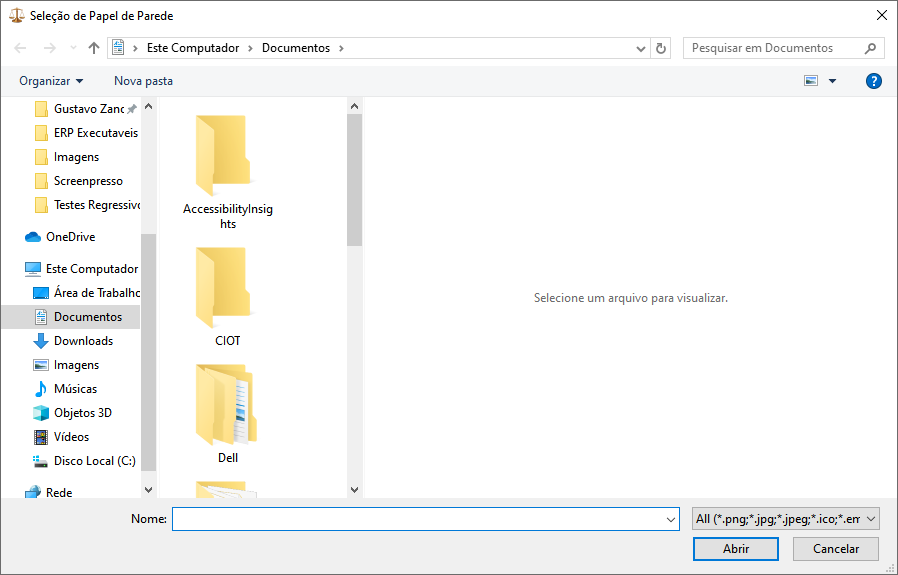 Seleção de Papel de Parede
Este Computador
Documentos
Pesquisar em Documentos
Organizar
Nova pasta
?
Gustavo Zanc
ERP Executaveis
Imagens
Screenpresso
Testes Regressivo
OneDrive
Este Computador
Área de Trabalho
Documentos
Downloads
Imagens
Músicas
Objetos 3D
Vídeos
Disco Local (C:)
Rede
AccessibilityInsig
hts
CIOT
Dell
Selecione um arquivo para visualizar.
Nome:
All (*.png;*.jpg;*.jpeg;*.ico;*.em
Abrir
Cancelar